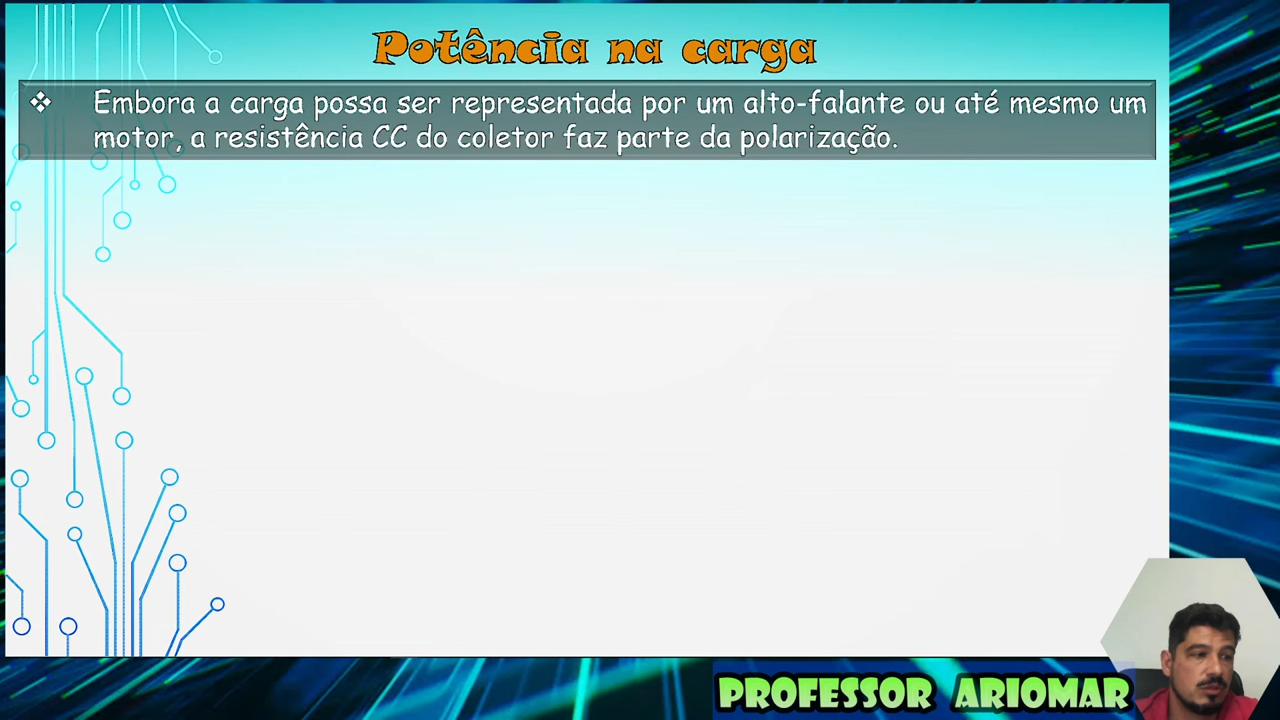 Potência na carga
❖ Embora a carga possa ser representada por um alto-falante ou até mesmo um
motor, a resistência CC do coletor faz parte da polarização.
PROFESSOR ARIOMAR